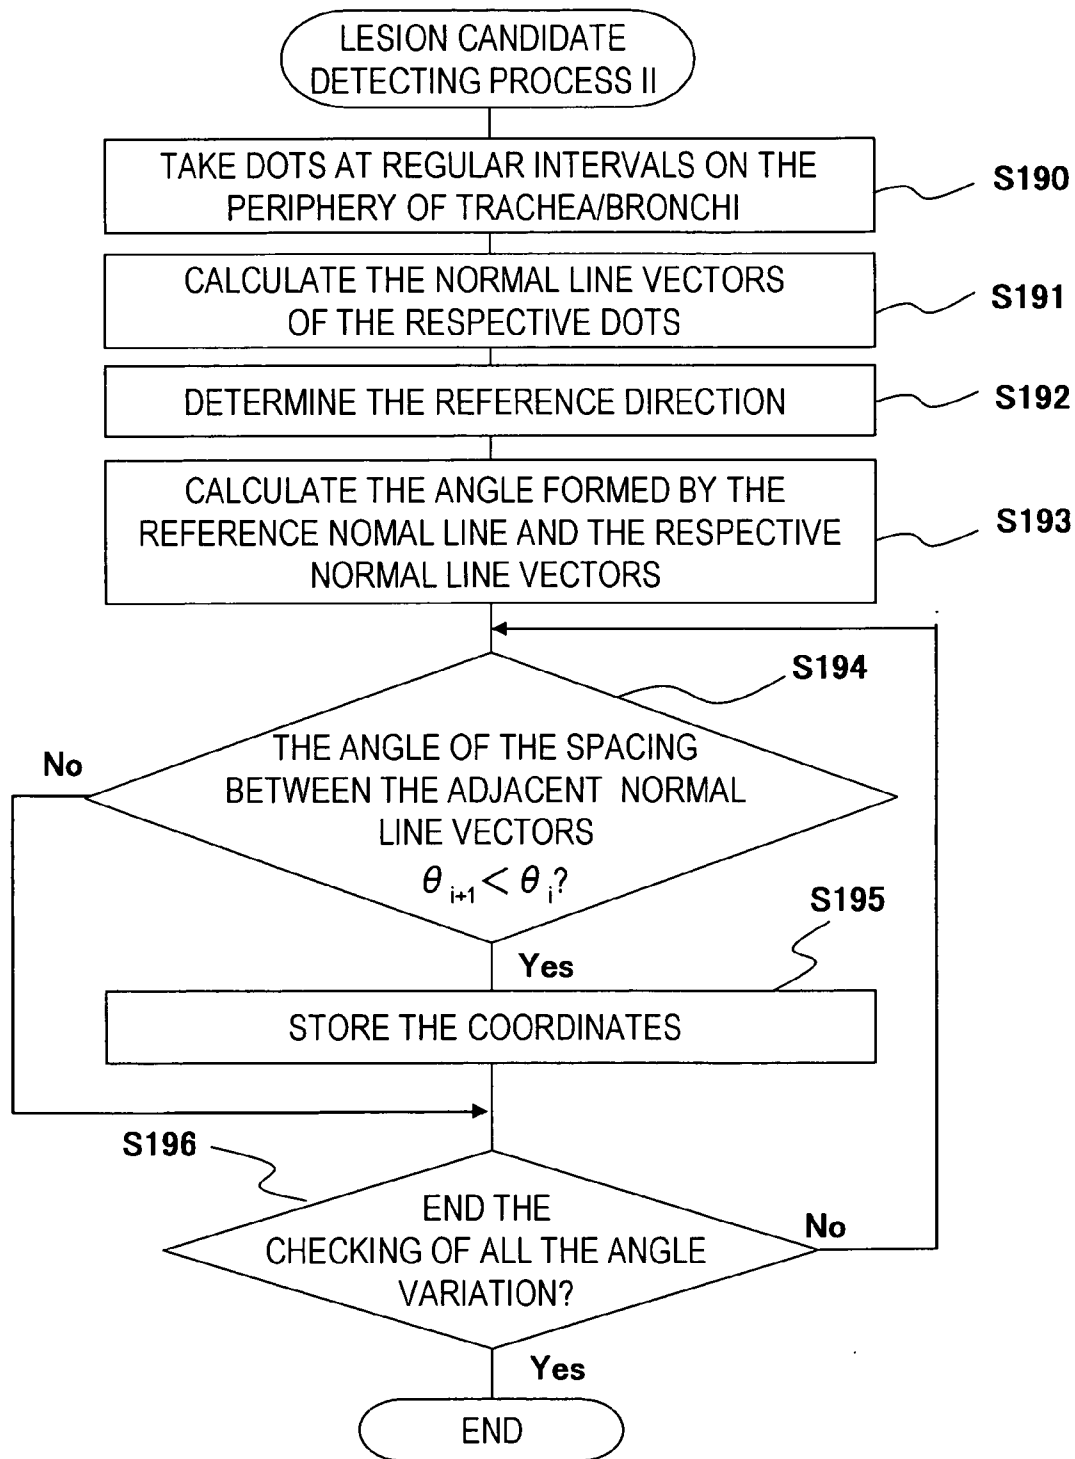 LESION CANDIDATE
DETECTING PROCESS II
TAKE DOTS AT REGULAR INTERVALS ON THE
PERIPHERY OF TRACHEA/BRONCHI
S190
CALCULATE THE NORMAL LINE VECTORS
OF THE RESPECTIVE DOTS
S191
DETERMINE THE REFERENCE DIRECTION
S192
CALCULATE THE ANGLE FORMED BY THE
REFERENCE NOMAL LINE AND THE RESPECTIVE
NORMAL LINE VECTORS
S193
S194
No
THE ANGLE OF THE SPACING
BETWEEN THE ADJACENT NORMAL
LINE VECTORS
θ i+1 < θ i?
S195
Yes
STORE THE COORDINATES
S196
END THE
CHECKING OF ALL THE ANGLE
VARIATION?
No
Yes
END